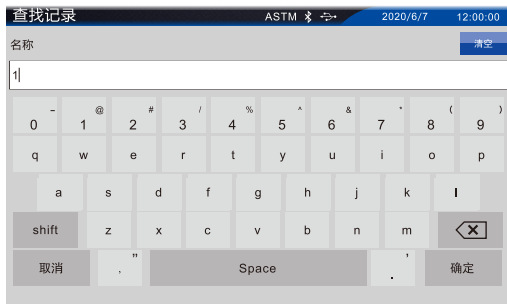 查找记录 ASTM 2020/6/7 12:00:00
名称 清空
1
- @ # / % ^ & * ( )
0 1 2 3 4 5 6 7 8 9
q w e r t y u i o p
a s d f g h j k l
shift z x c v b n m
取消 , " Space . ' 确定